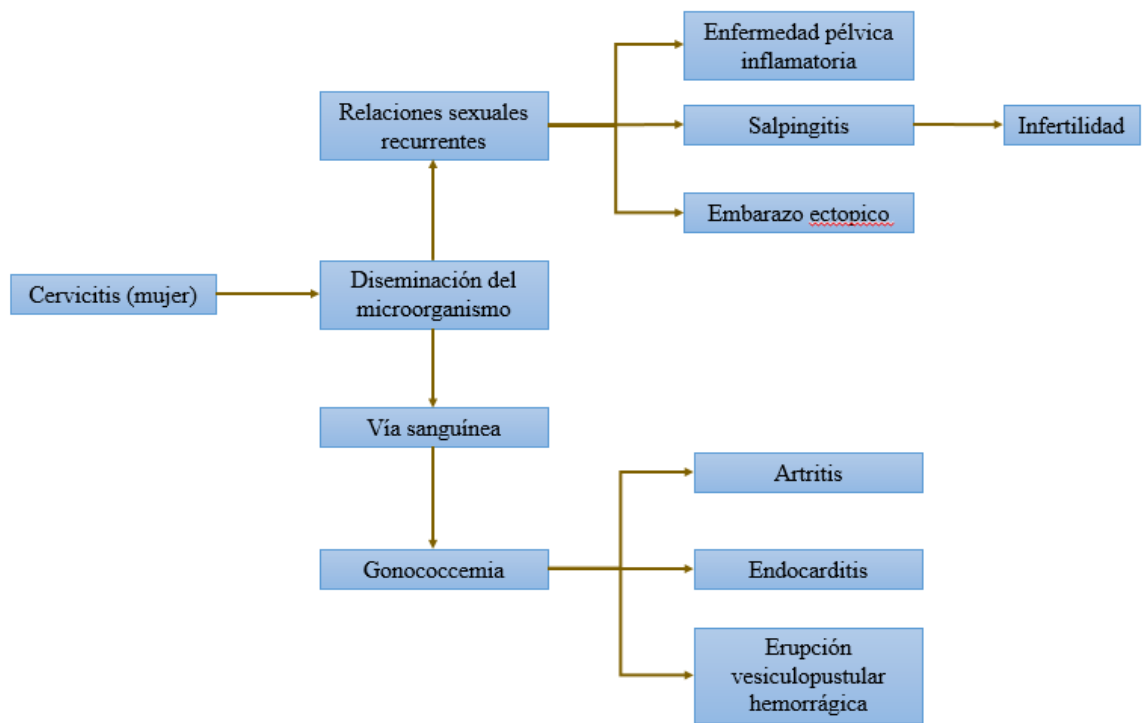 Enfermedad pélvica
inflamatoria
Relaciones sexuales
recurrentes
Salpingitis
Infertilidad
Embarazo ectopico
Cervicitis (mujer)
Diseminación del
microorganismo
Vía sanguínea
Artritis
Gonococcemia
Endocarditis
Erupción
vesiculopustular
hemorrágica